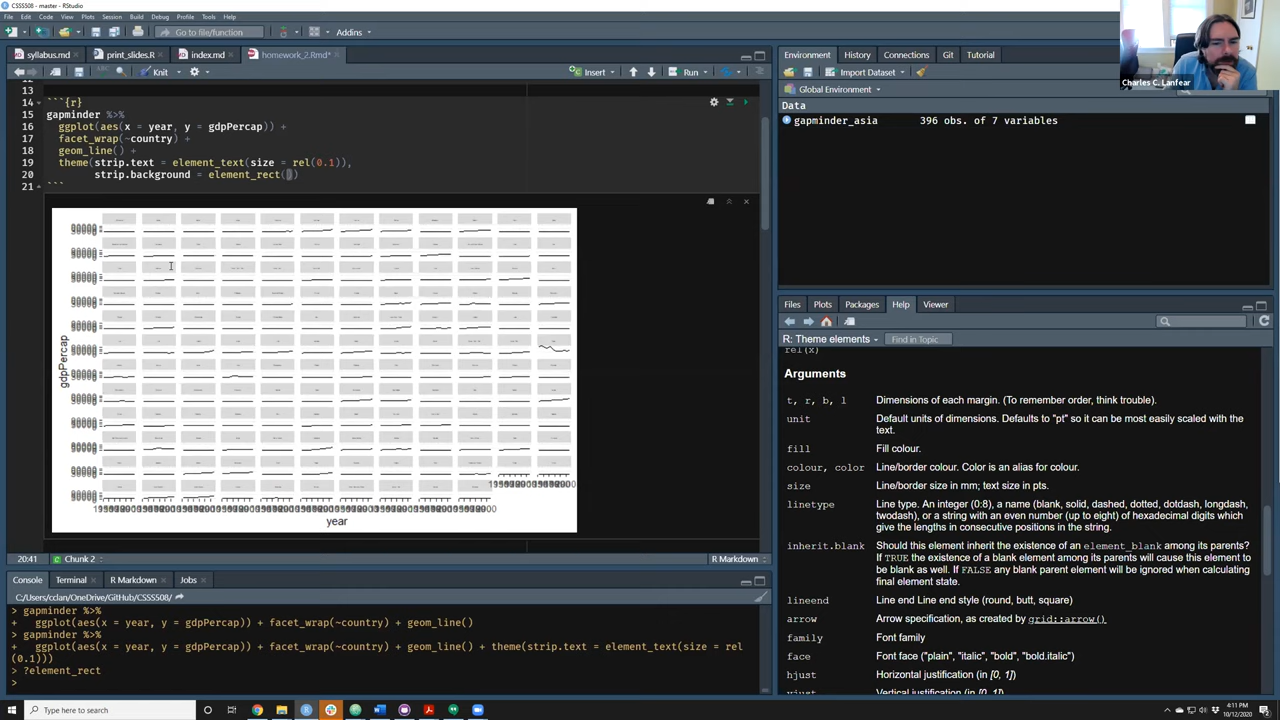 CSSS508 - master - RStudio
File Edit Code View Plots Session Build Debug Profile Tools Help
Go to file/function Addins
syllabus.md print_slides.R index.md homework_2.Rmd*
Knit Insert Run
13
14 ```{r}
15 gapminder %>%
16 ggplot(aes(x = year, y = gdpPercap)) +
17 facet_wrap(~country) +
18 geom_line() +
19 theme(strip.text = element_text(size = rel(0.1)),
20 strip.background = element_rect())
21 ```
gdpPercap
year
20:41 Chunk 2 R Markdown
Console Terminal R Markdown Jobs
C:/Users/cclan/OneDrive/GitHub/CSSS508/
> gapminder %>%
+ ggplot(aes(x = year, y = gdpPercap)) + facet_wrap(~country) + geom_line()
> gapminder %>%
+ ggplot(aes(x = year, y = gdpPercap)) + facet_wrap(~country) + geom_line() + theme(strip.text = element_text(size = rel
(0.1)))
> ?element_rect
>
Environment History Connections Git Tutorial
Import Dataset
Global Environment
Data
gapminder_asia 396 obs. of 7 variables
Charles C. Lanfear
Files Plots Packages Help Viewer
R: Theme elements Find in Topic
rel(x)
Arguments
t, r, b, l Dimensions of each margin. (To remember order, think trouble).
unit Default units of dimensions. Defaults to "pt" so it can be most easily scaled with the
text.
fill Fill colour.
colour, color Line/border colour. Color is an alias for colour.
size Line/border size in mm; text size in pts.
linetype Line type. An integer (0:8), a name (blank, solid, dashed, dotted, dotdash, longdash,
twodash), or a string with an even number (up to eight) of hexadecimal digits which
give the lengths in consecutive positions in the string.
inherit.blank Should this element inherit the existence of an element_blank among its parents?
If TRUE the existence of a blank element among its parents will cause this element to
be blank as well. If FALSE any blank parent element will be ignored when calculating
final element state.
lineend Line end Line end style (round, butt, square)
arrow Arrow specification, as created by grid::arrow()
family Font family
face Font face ("plain", "italic", "bold", "bold.italic")
hjust Horizontal justification (in [0, 1])
vjust Vertical justification (in [0, 1])
Type here to search
4:11 PM
10/12/2020